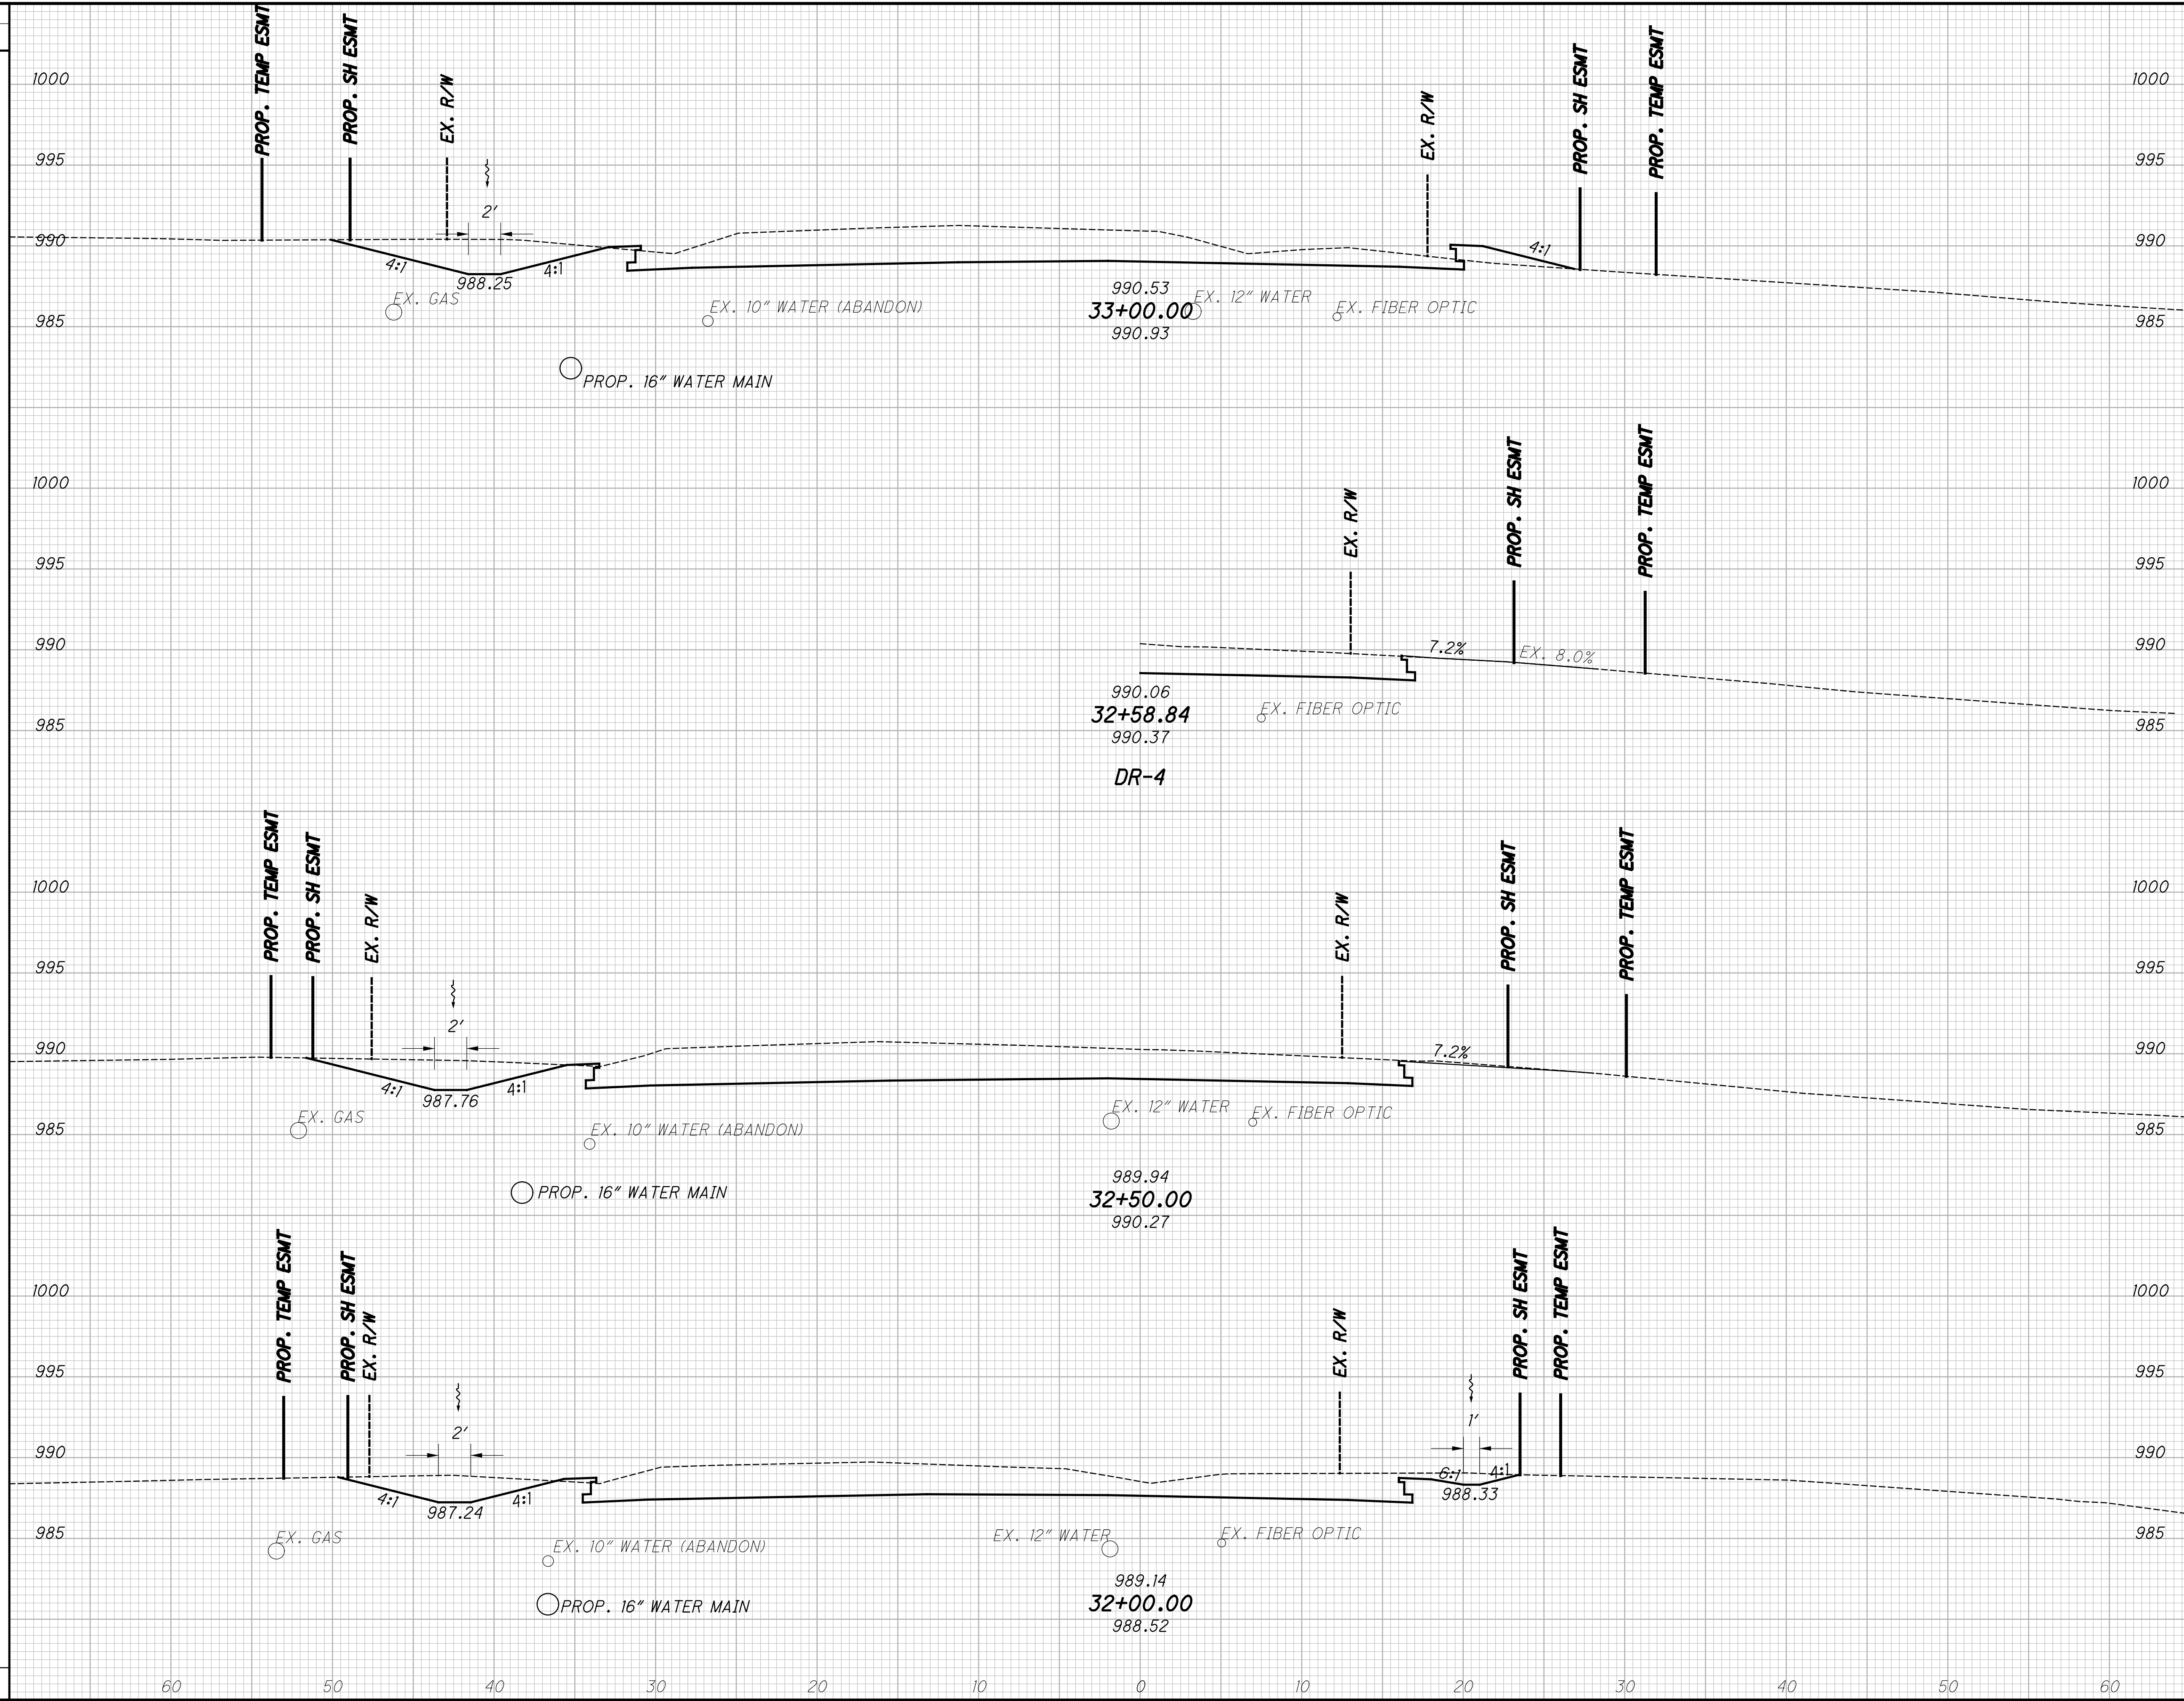 PROP. TEMP ESMT
PROP. SH ESMT
EX. R/W
EX. R/W
PROP. SH ESMT
PROP. TEMP ESMT
1000
1000
995
995
2'
990
990
4:1
4:1
4:1
988.25
EX. GAS
EX. 10" WATER (ABANDON)
990.53
33+00.00
990.93
EX. 12" WATER
EX. FIBER OPTIC
985
985
PROP. 16" WATER MAIN
EX. R/W
PROP. SH ESMT
PROP. TEMP ESMT
1000
1000
995
995
990
990
7.2%
EX. 8.0%
990.06
32+58.84
990.37
EX. FIBER OPTIC
985
985
DR-4
PROP. TEMP ESMT
PROP. SH ESMT
EX. R/W
EX. R/W
PROP. SH ESMT
PROP. TEMP ESMT
1000
1000
995
995
2'
990
990
7.2%
4:1
4:1
987.76
EX. GAS
EX. 10" WATER (ABANDON)
EX. 12" WATER
EX. FIBER OPTIC
985
985
989.94
32+50.00
990.27
PROP. 16" WATER MAIN
PROP. TEMP ESMT
PROP. SH ESMT
EX. R/W
EX. R/W
PROP. SH ESMT
PROP. TEMP ESMT
1000
1000
995
995
2'
1'
990
990
4:1
4:1
6:1
4:1
987.24
988.33
985
985
EX. GAS
EX. 10" WATER (ABANDON)
EX. 12" WATER
EX. FIBER OPTIC
989.14
32+00.00
988.52
PROP. 16" WATER MAIN
60 50 40 30 20 10 0 10 20 30 40 50 60